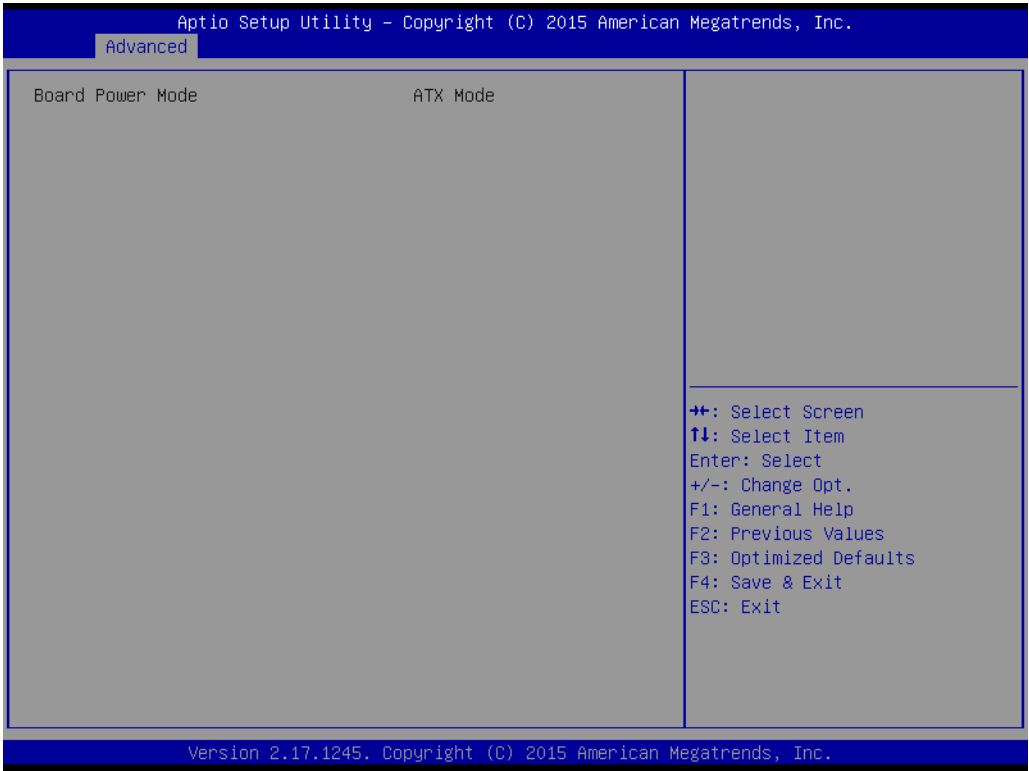 Aptio Setup Utility – Copyright (C) 2015 American Megatrends, Inc.
Advanced
Board Power Mode ATX Mode
→←: Select Screen
↑↓: Select Item
Enter: Select
+/-: Change Opt.
F1: General Help
F2: Previous Values
F3: Optimized Defaults
F4: Save & Exit
ESC: Exit
Version 2.17.1245. Copyright (C) 2015 American Megatrends, Inc.